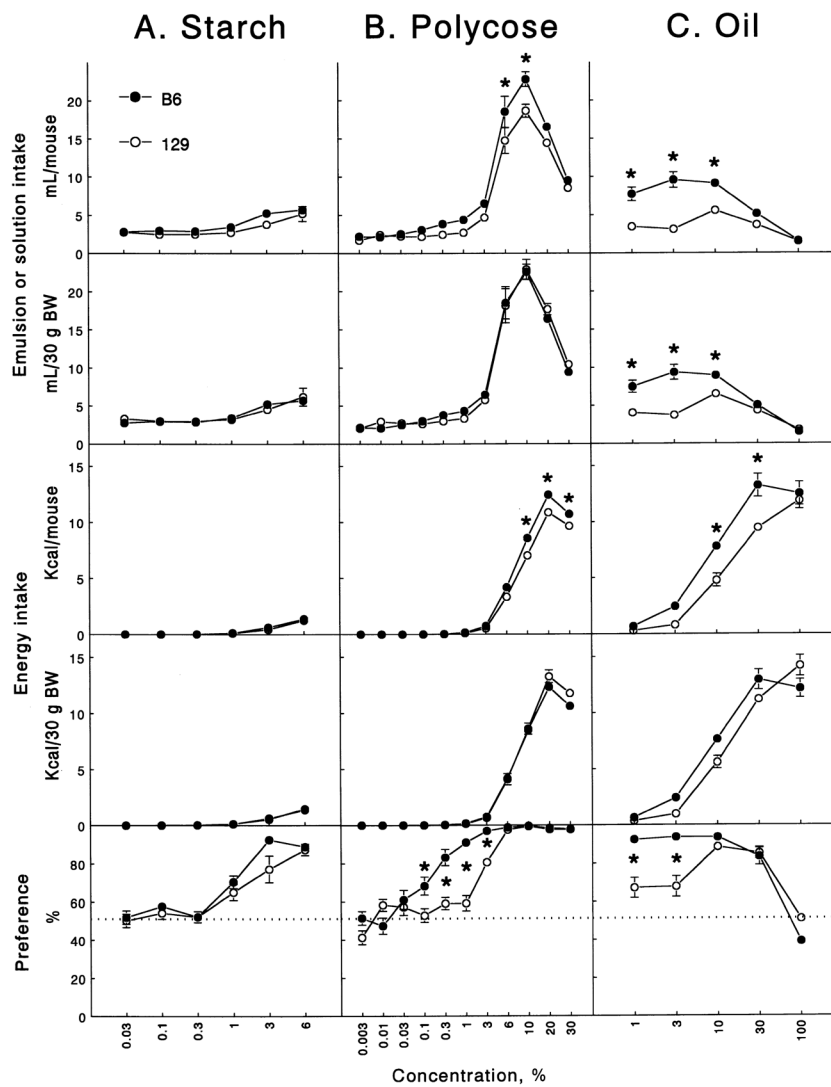 A. Starch B. Polycose C. Oil
B6
129
Emulsion or solution intake
mL/mouse
0 5 10 15 20
* *
* * *
mL/30 g BW
0 5 10 15 20
* * *
Energy intake
Kcal/mouse
0 5 10 15
* * *
* *
Kcal/30 g BW
0 5 10 15
Preference
%
0 20 40 60 80
* * * *
* *
0.03 0.1 0.3 1 3 6
0.003 0.01 0.03 0.1 0.3 1 3 6 10 20 30
1 3 10 30 100
Concentration, %